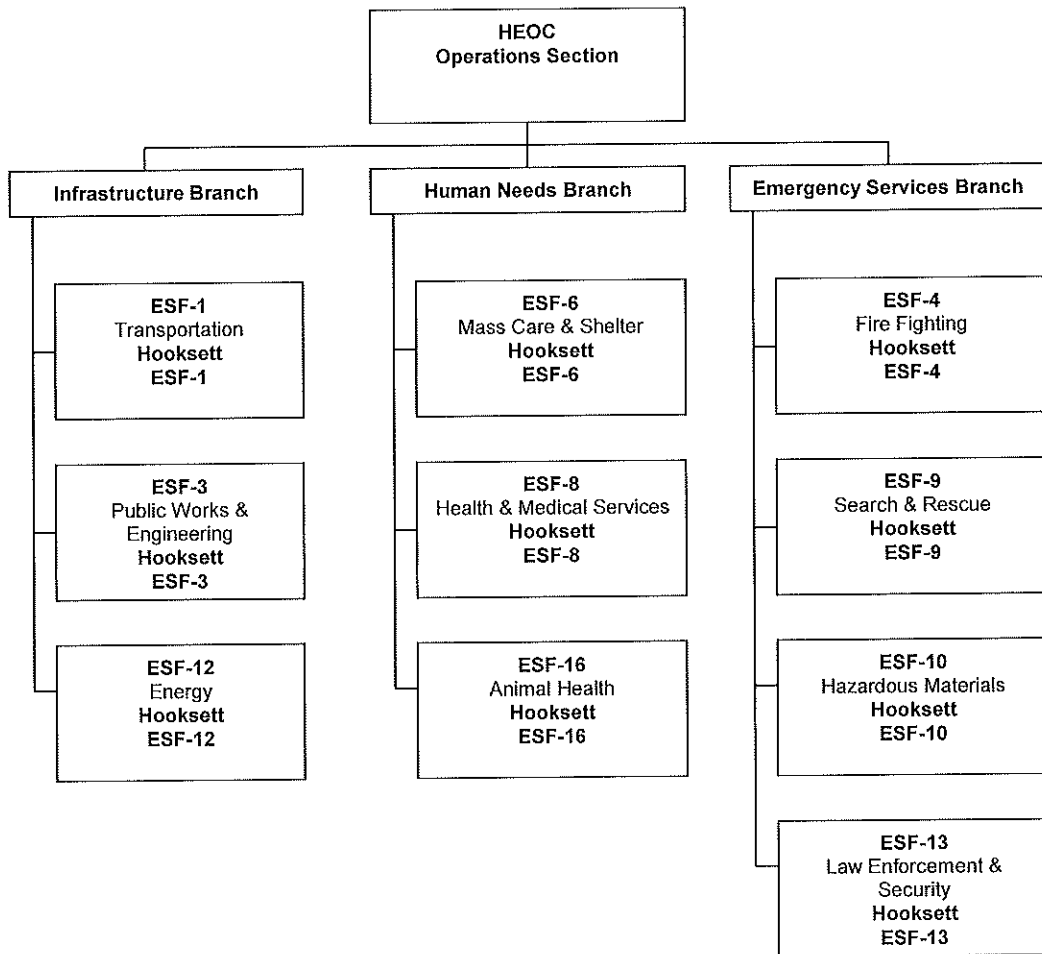 HEOC
Operations Section
Infrastructure Branch
Human Needs Branch
Emergency Services Branch
ESF-1
Transportation
Hooksett
ESF-1
ESF-6
Mass Care & Shelter
Hooksett
ESF-6
ESF-4
Fire Fighting
Hooksett
ESF-4
ESF-3
Public Works &
Engineering
Hooksett
ESF-3
ESF-8
Health & Medical Services
Hooksett
ESF-8
ESF-9
Search & Rescue
Hooksett
ESF-9
ESF-12
Energy
Hooksett
ESF-12
ESF-16
Animal Health
Hooksett
ESF-16
ESF-10
Hazardous Materials
Hooksett
ESF-10
ESF-13
Law Enforcement &
Security
Hooksett
ESF-13